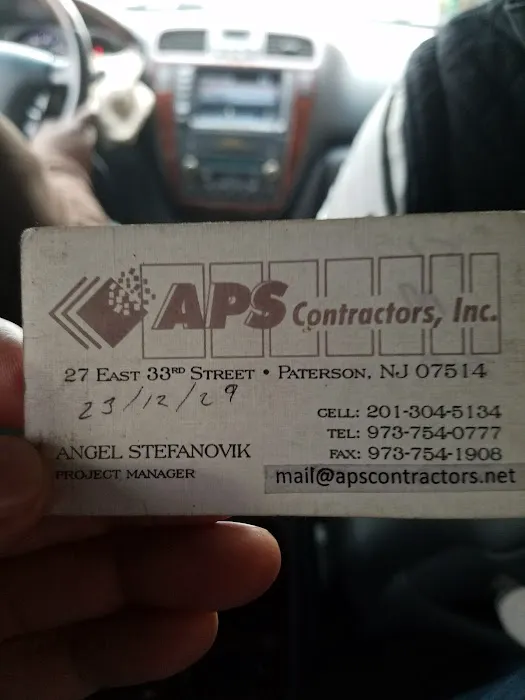 APS Contractors, Inc.
27 EAST 33RD STREET • PATERSON, NJ 07514
23/12/29
CELL: 201-304-5134
TEL: 973-754-0777
ANGEL STEFANOVIK
FAX: 973-754-1908
PROJECT MANAGER
mail@apscontractors.net